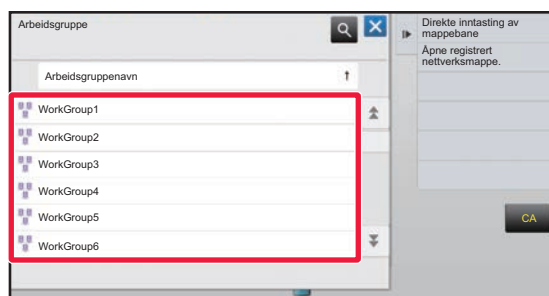 Arbeidsgruppe
Arbeidsgruppenavn
WorkGroup1
WorkGroup2
WorkGroup3
WorkGroup4
WorkGroup5
WorkGroup6
Direkte inntasting av
mappebane
Åpne registrert
nettverksmappe.
CA